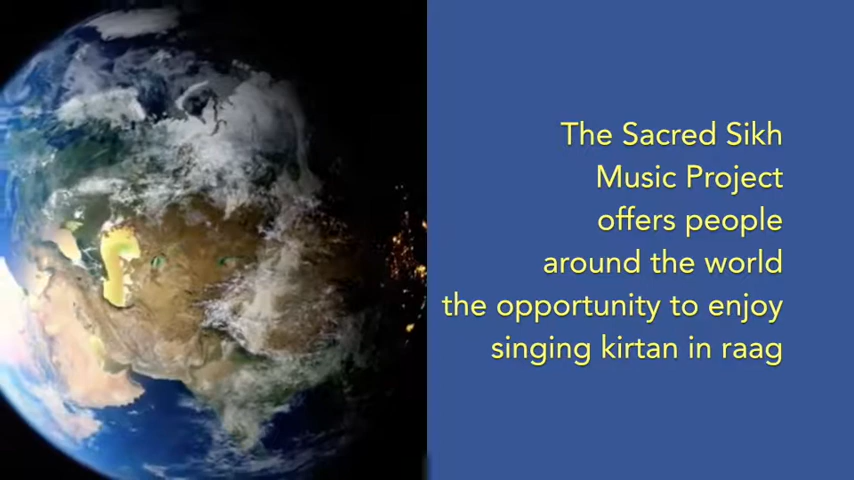 The Sacred Sikh
Music Project
offers people
around the world
the opportunity to enjoy
singing kirtan in raag